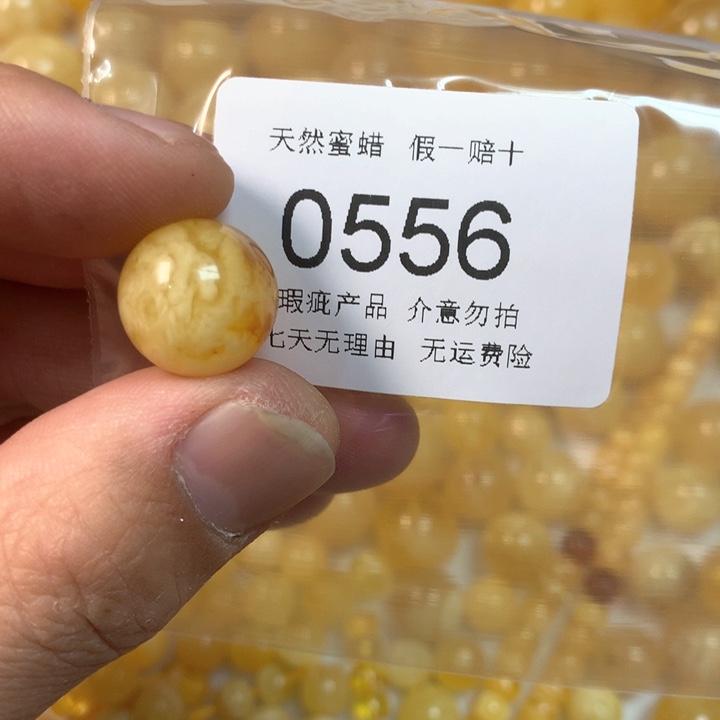 天然蜜蜡 假一赔十
0556
瑕疵产品 介意勿拍
七天无理由 无运费险